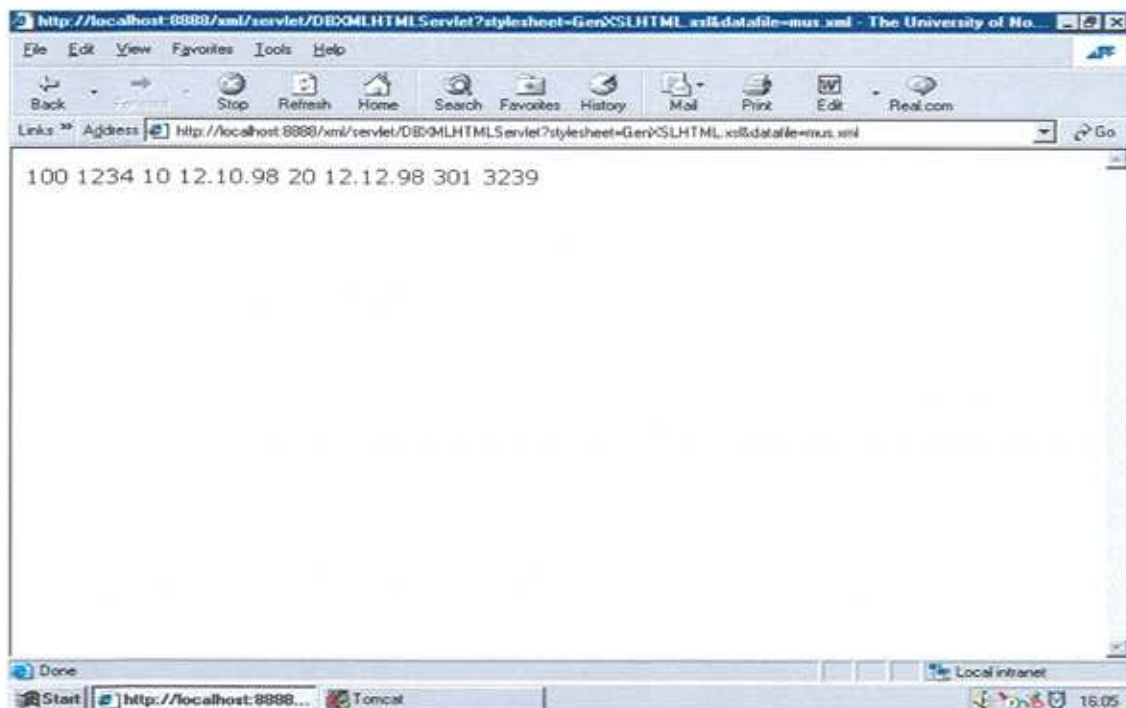 http://localhost:8888/xml/servlet/DBXMLHTMLServlet?stylesheet=GenXSLHTML.xsl&datafile=mus.xml - The University of No...
File Edit View Favorites Tools Help
Back Forward Stop Refresh Home Search Favorites History Mail Print Edit Real.com
Links » Address http://localhost:8888/xml/servlet/DBXMLHTMLServlet?stylesheet=GenXSLHTML.xsl&datafile=mus.xml Go
100 1234 10 12.10.98 20 12.12.98 301 3239
Done Local intranet
Start http://localhost:8888... Tomcat 16:05